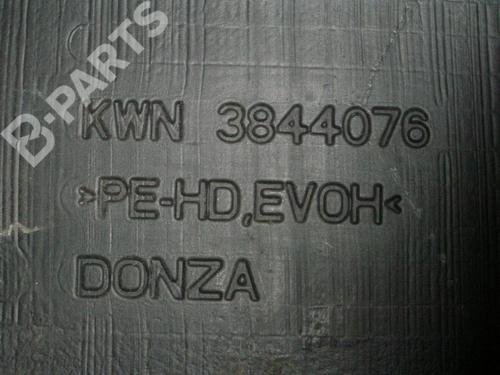 B-PARTS
KWN 3844076
>PE-HD,EVOH<
DONZA